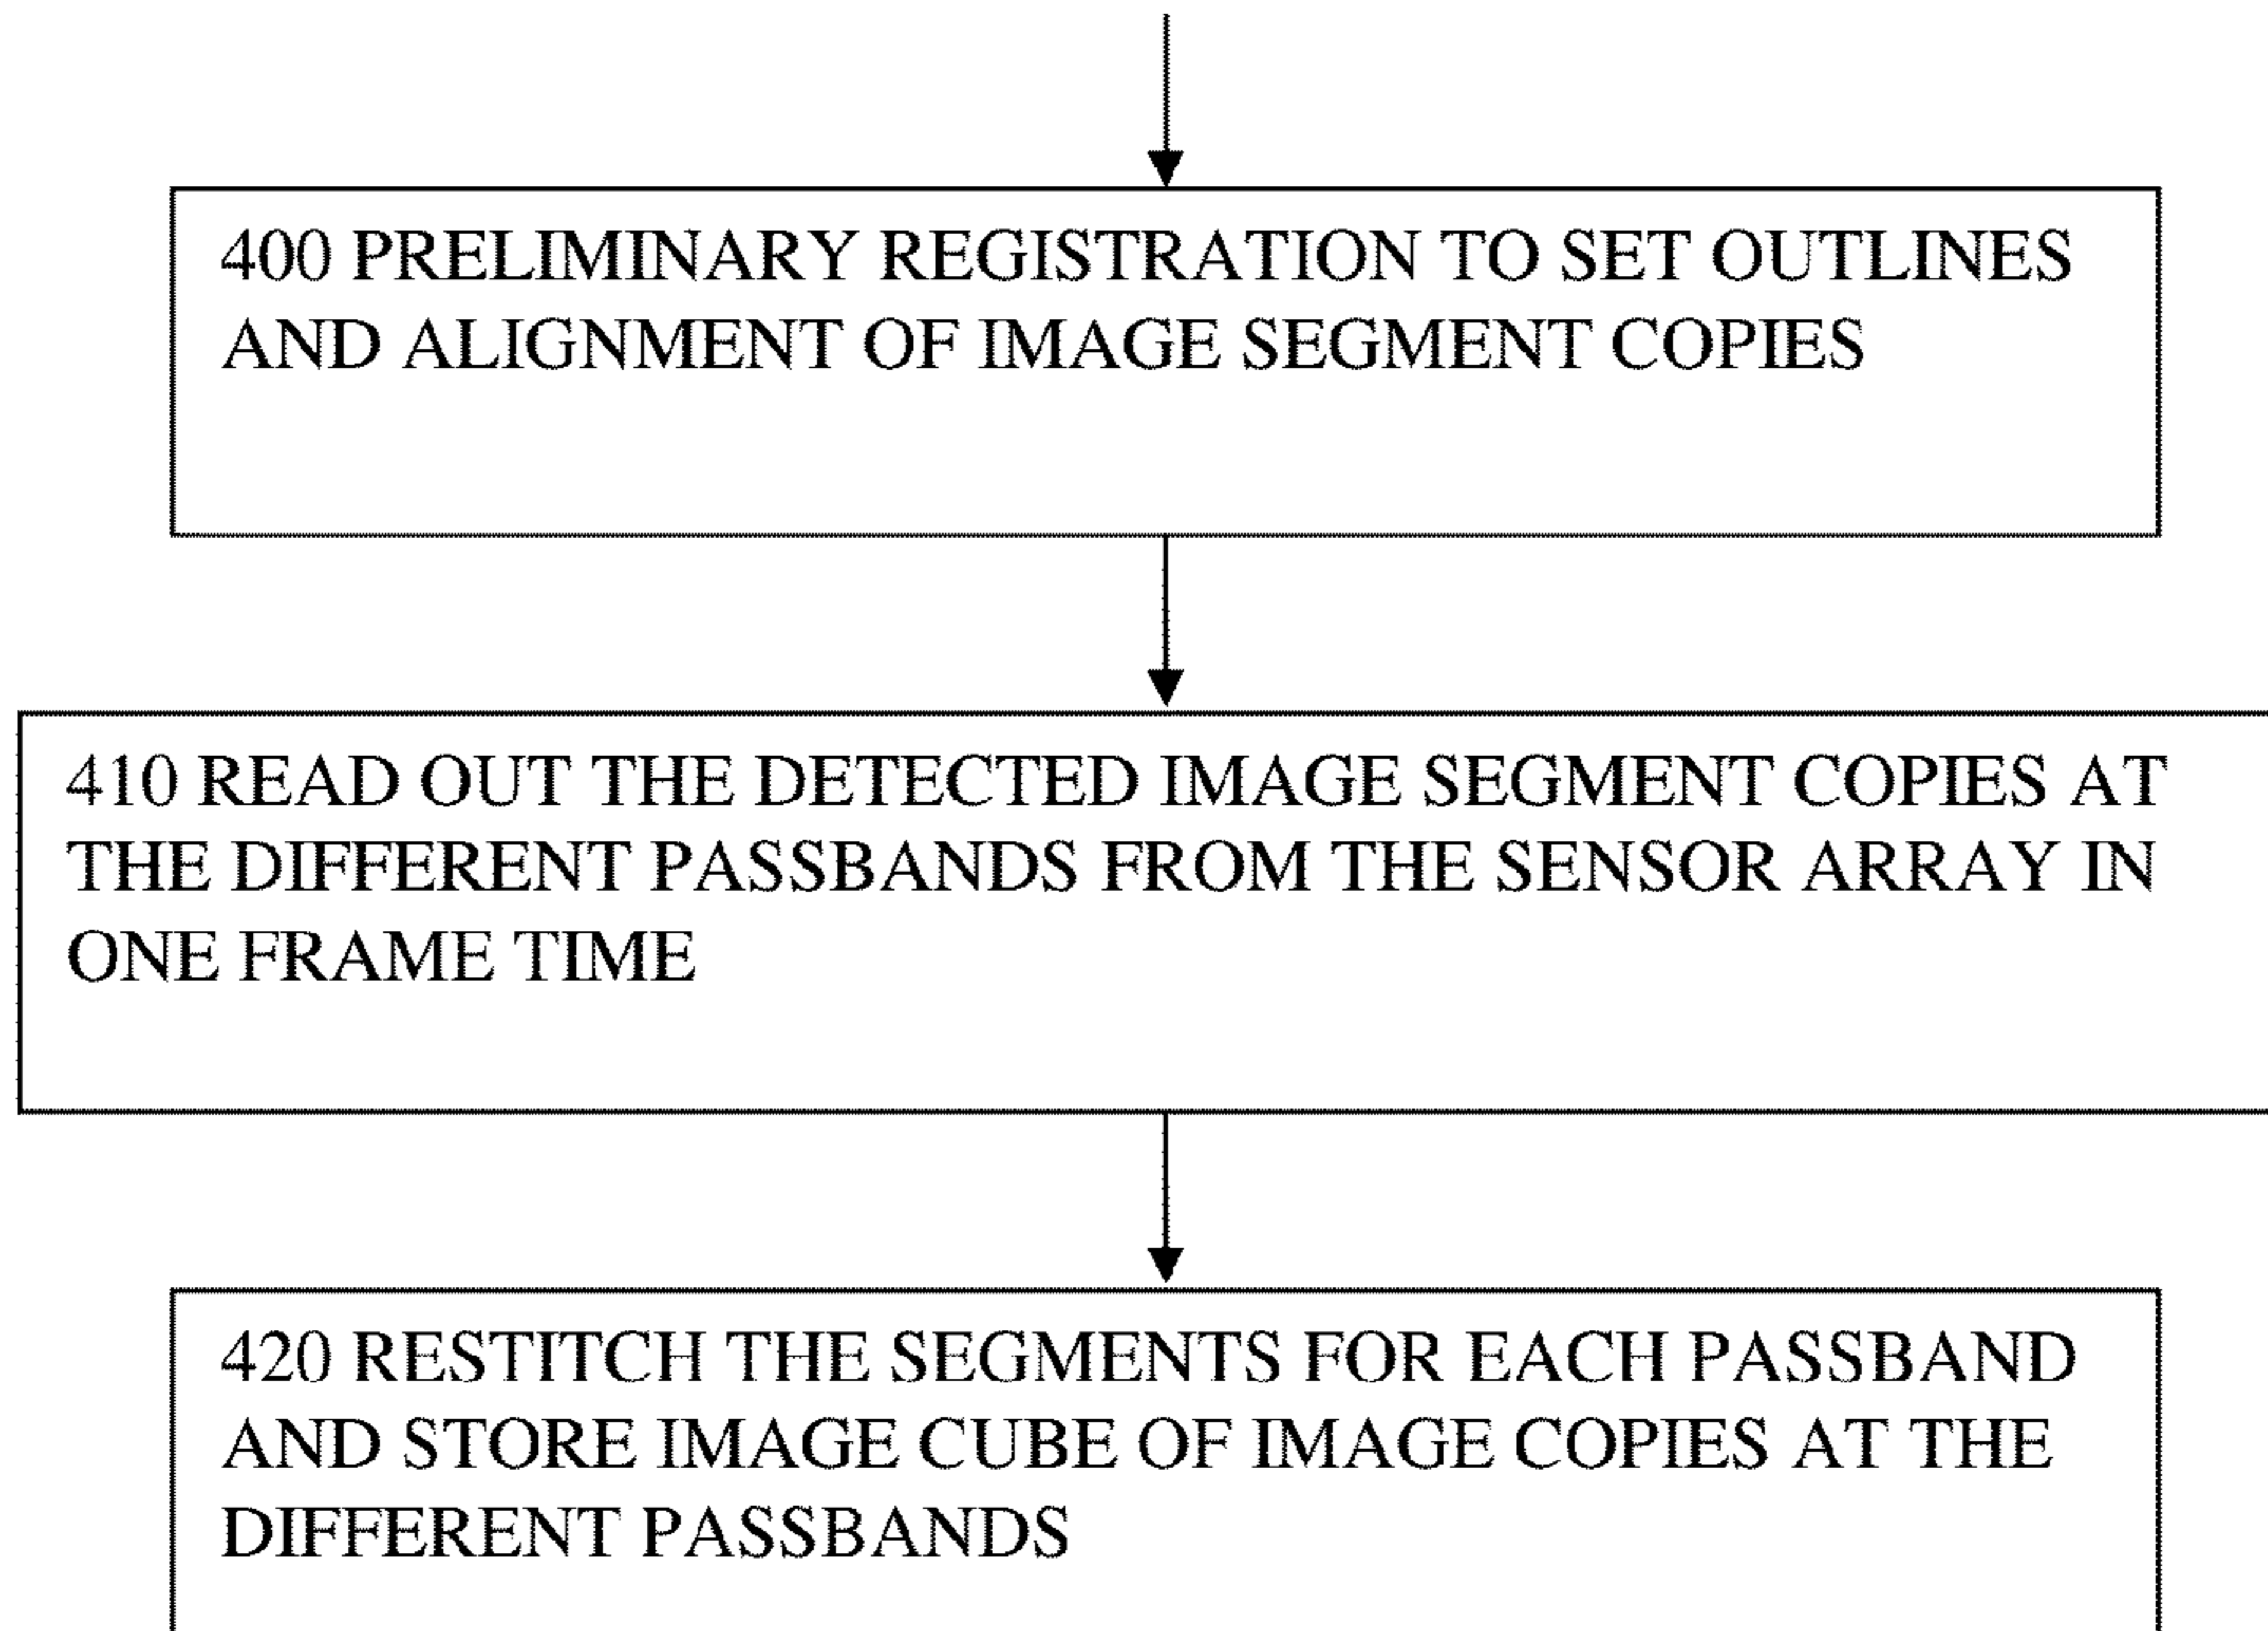 400 PRELIMINARY REGISTRATION TO SET OUTLINES
AND ALIGNMENT OF IMAGE SEGMENT COPIES
410 READ OUT THE DETECTED IMAGE SEGMENT COPIES AT
THE DIFFERENT PASSBANDS FROM THE SENSOR ARRAY IN
ONE FRAME TIME
420 RESTITCH THE SEGMENTS FOR EACH PASSBAND
AND STORE IMAGE CUBE OF IMAGE COPIES AT THE
DIFFERENT PASSBANDS